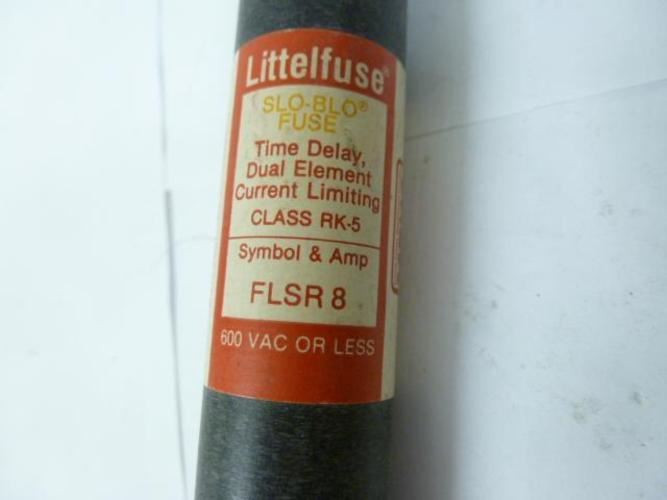 Littelfuse®
SLO-BLO®
FUSE
Time Delay,
Dual Element
Current Limiting
CLASS RK-5
Symbol & Amp
FLSR 8
600 VAC OR LESS